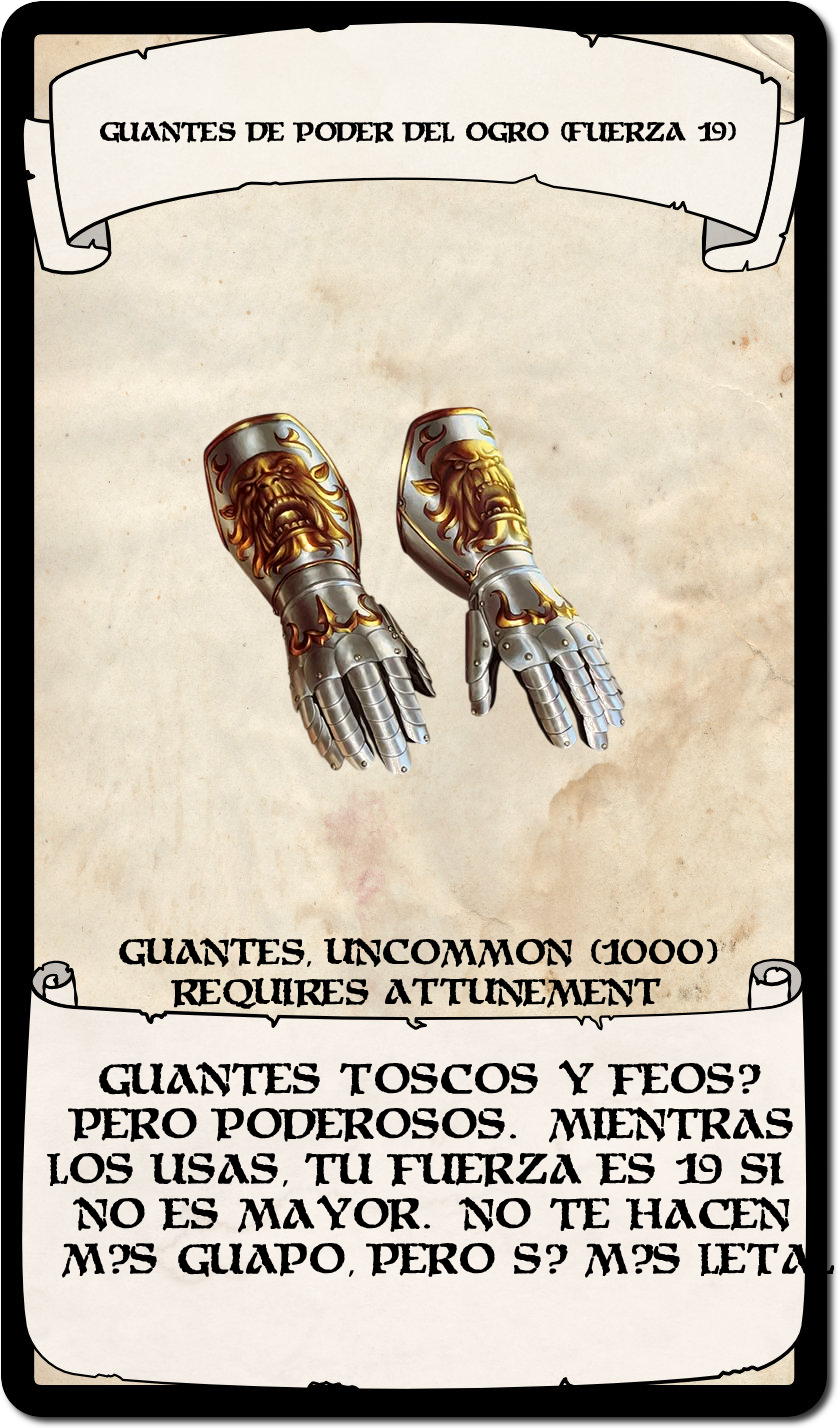 GUANTES DE PODER DEL OGRO (FUERZA 19)
GUANTES, UNCOMMON (1000)
REQUIRES ATTUNEMENT
GUANTES TOSCOS Y FEOS?
PERO PODEROSOS. MIENTRAS
LOS USAS, TU FUERZA ES 19 SI
NO ES MAYOR. NO TE HACEN
M?S GUAPO, PERO S? M?S LETAL